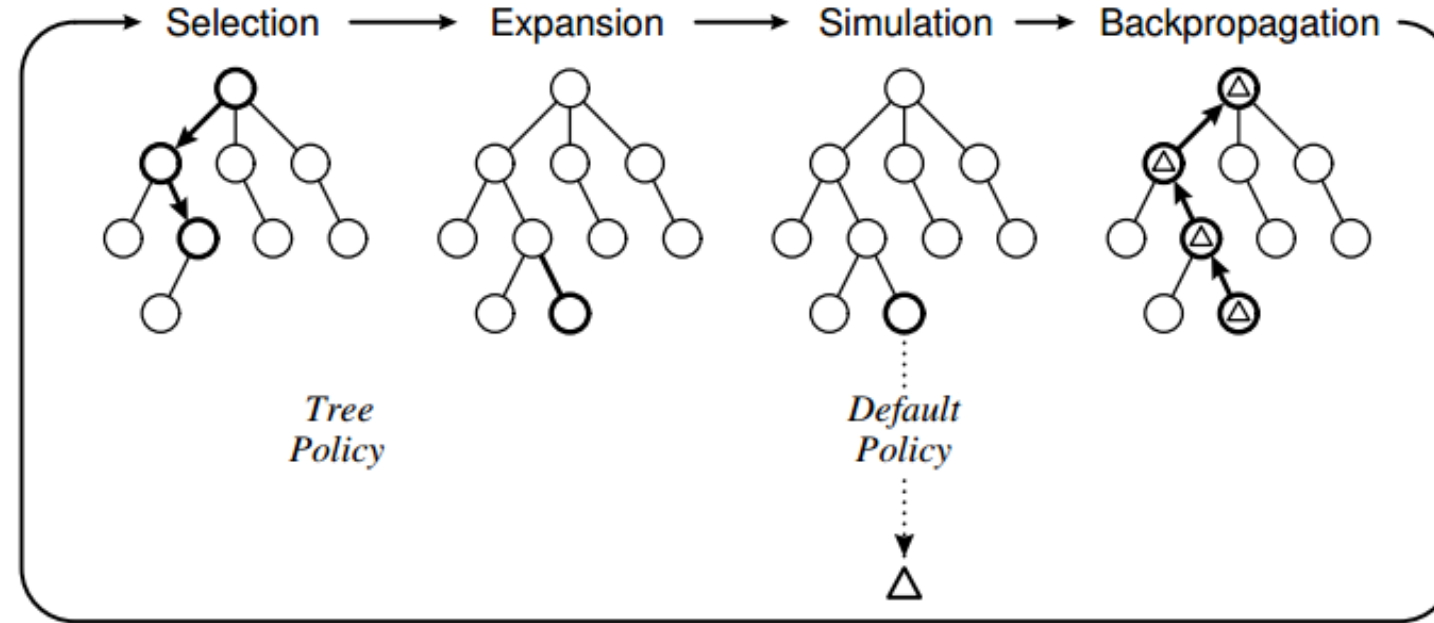 Selection Expansion Simulation Backpropagation
Tree
Policy
Default
Policy